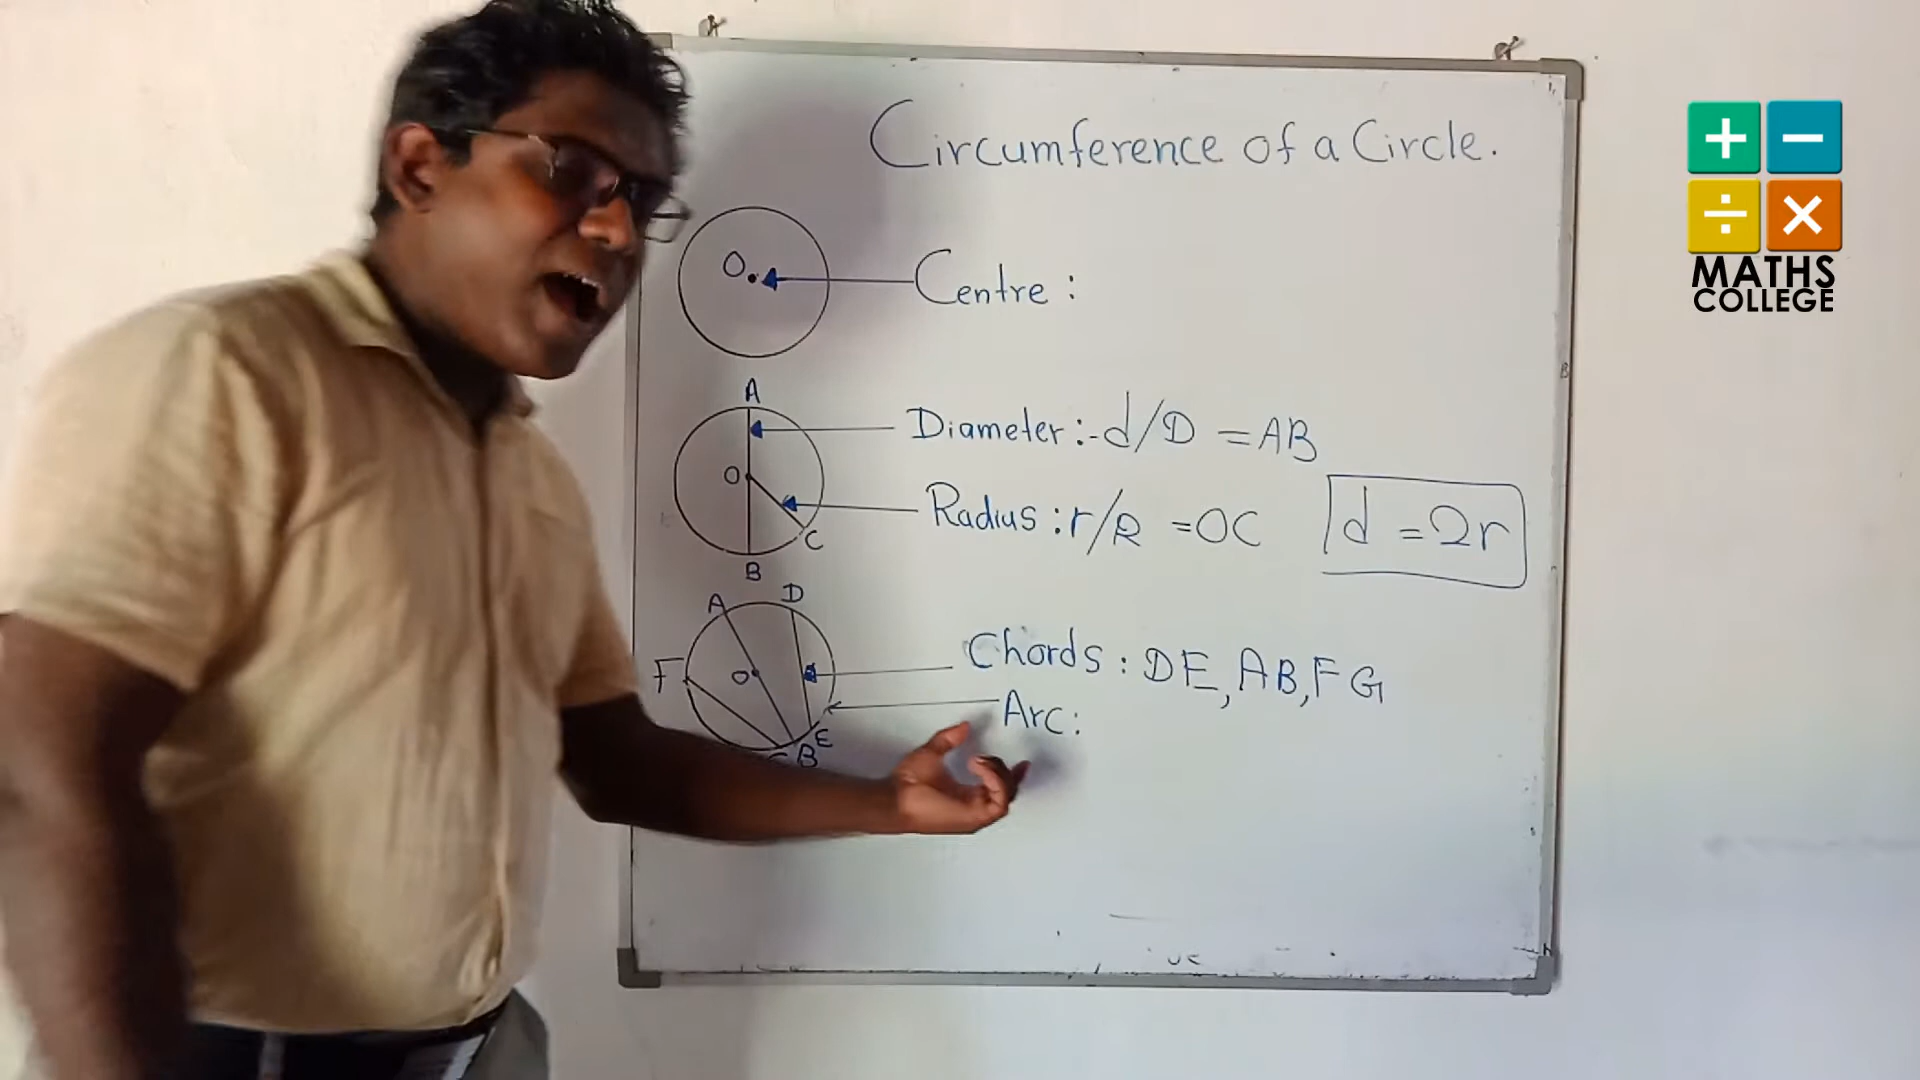 Circumference of a Circle.
O
Centre :
A
Diameter :- d/D = AB
O
Radius : r/R = OC
d = 2r
C
B
A D
F
O
Chords : DE, AB, FG
Arc:
E
B
+ −
÷ ×
MATHS
COLLEGE